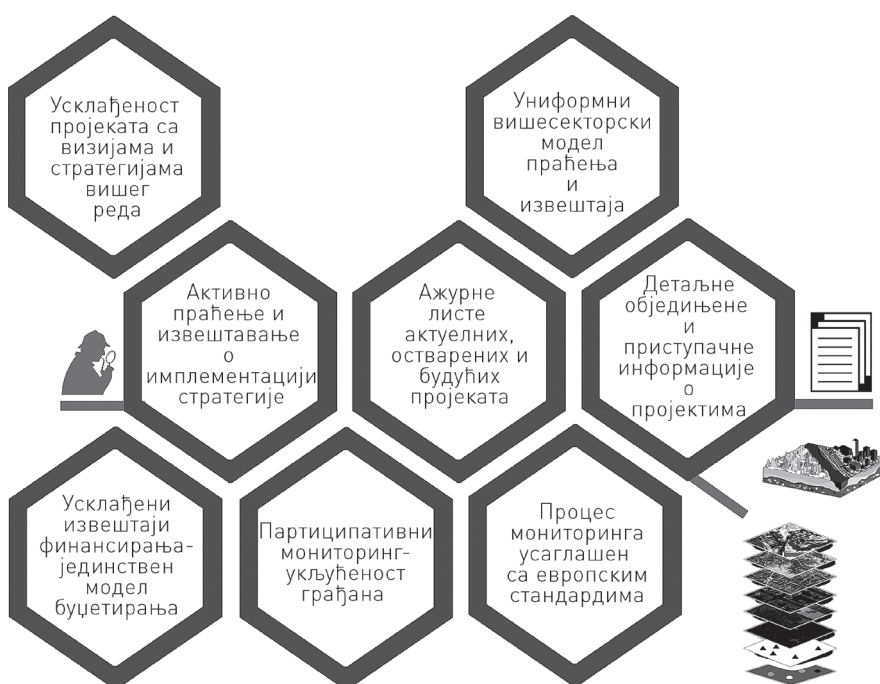 Усклађеност
пројеката са
визијама и
стратегијама
вишег
реда
Униформни
вишесекторски
модел
праћења
и
извештаја
Активно
праћење и
извештавање
о
имплементацији
стратегије
Ажурне
листе
актуелних,
остварених и
будућих
пројеката
Детаљне
обједињене
и
приступачне
информације
о
пројектима
Усклађени
извештаји
финансирања-
јединствен
модел
буџетирања
Партиципативни
мониторинг-
укључећеност
грађана
Процес
мониторинга
усаглашен
са европским
стандардима